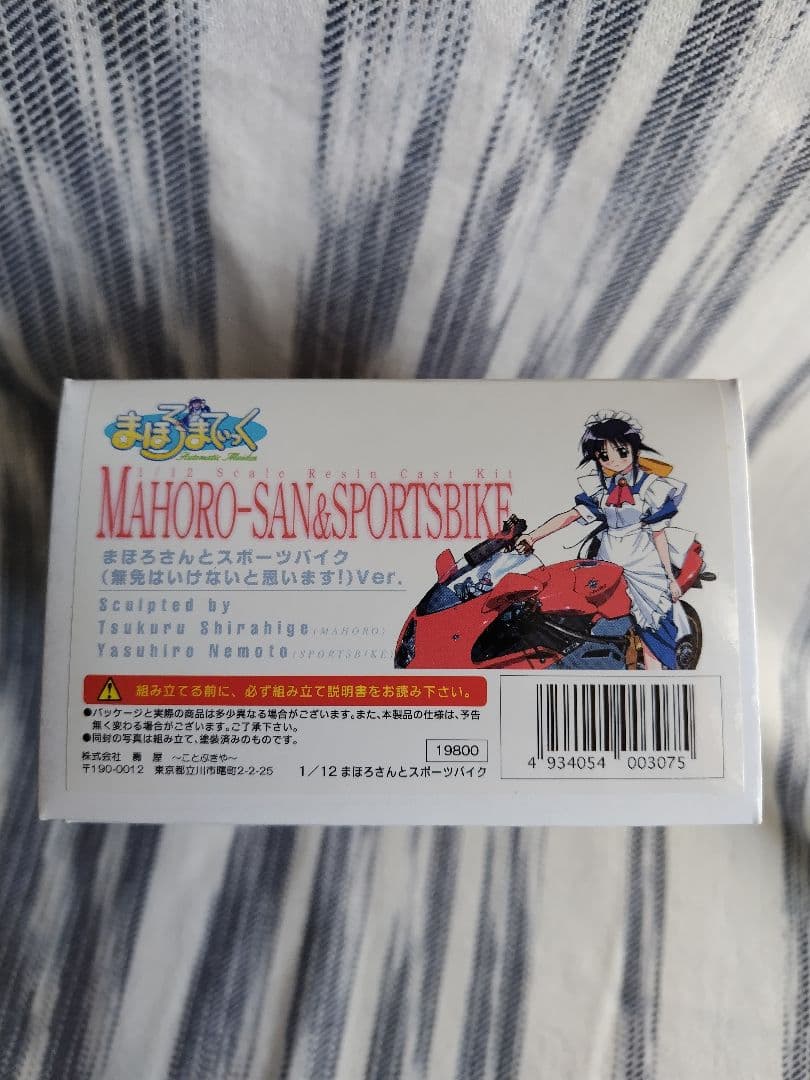 まほろまてぃっく
Automatic Maiden
1/12 Scale Resin Cast Kit
MAHORO-SAN&SPORTSBIKE
まほろさんとスポーツバイク
(無免はいけないと思います!)Ver.
Sculpted by
Tsukuru Shirahige(MAHORO)
Yasuhiro Nemoto(SPORTSBIKE)
組み立てる前に、必ず組み立て説明書をお読み下さい。
●パッケージと実際の商品は多少異なる場合がございます。また、本製品の仕様は、予告
無く変わる場合がございます。ご了承下さい。
●同封の写真は組み立て、塗装済みのものです。
株式会社 壽屋 〜ことぶきや〜
〒190-0012 東京都立川市曙町2-2-25
19800
1/12 まほろさんとスポーツバイク
4 934054 003075